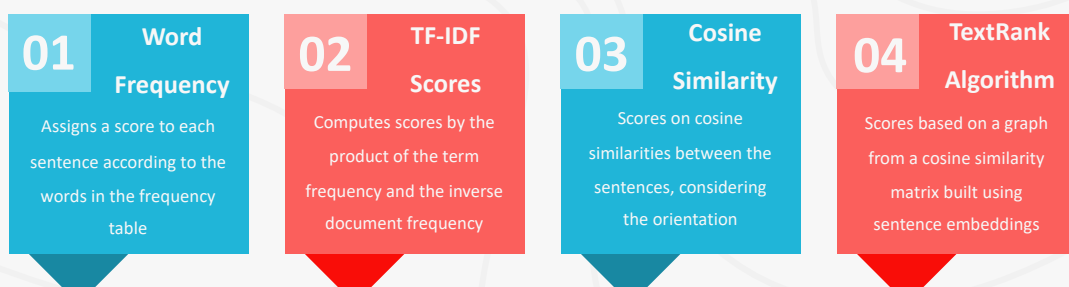 01
Word
Frequency
Assigns a score to each
sentence according to the
words in the frequency
table
02
TF-IDF
Scores
Computes scores by the
product of the term
frequency and the inverse
document frequency
03
Cosine
Similarity
Scores on cosine
similarities between the
sentences, considering
the orientation
04
TextRank
Algorithm
Scores based on a graph
from a cosine similarity
matrix built using
sentence embeddings